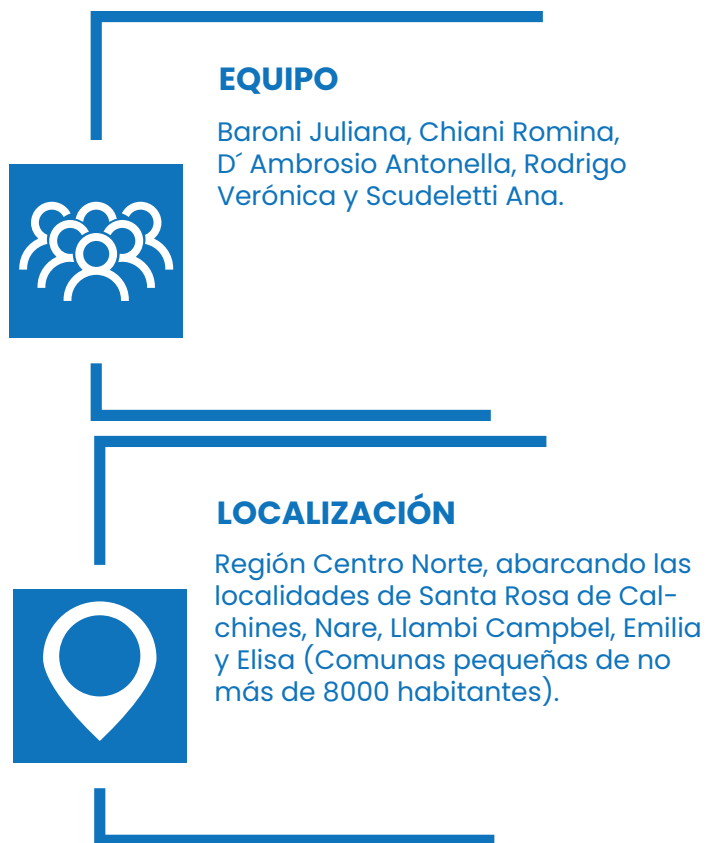 EQUIPO
Baroni Juliana, Chiani Romina,
D´ Ambrosio Antonella, Rodrigo
Verónica y Scudeletti Ana.
LOCALIZACIÓN
Región Centro Norte, abarcando las
localidades de Santa Rosa de Cal-
chines, Nare, Llambi Campbel, Emilia
y Elisa (Comunas pequeñas de no
más de 8000 habitantes).